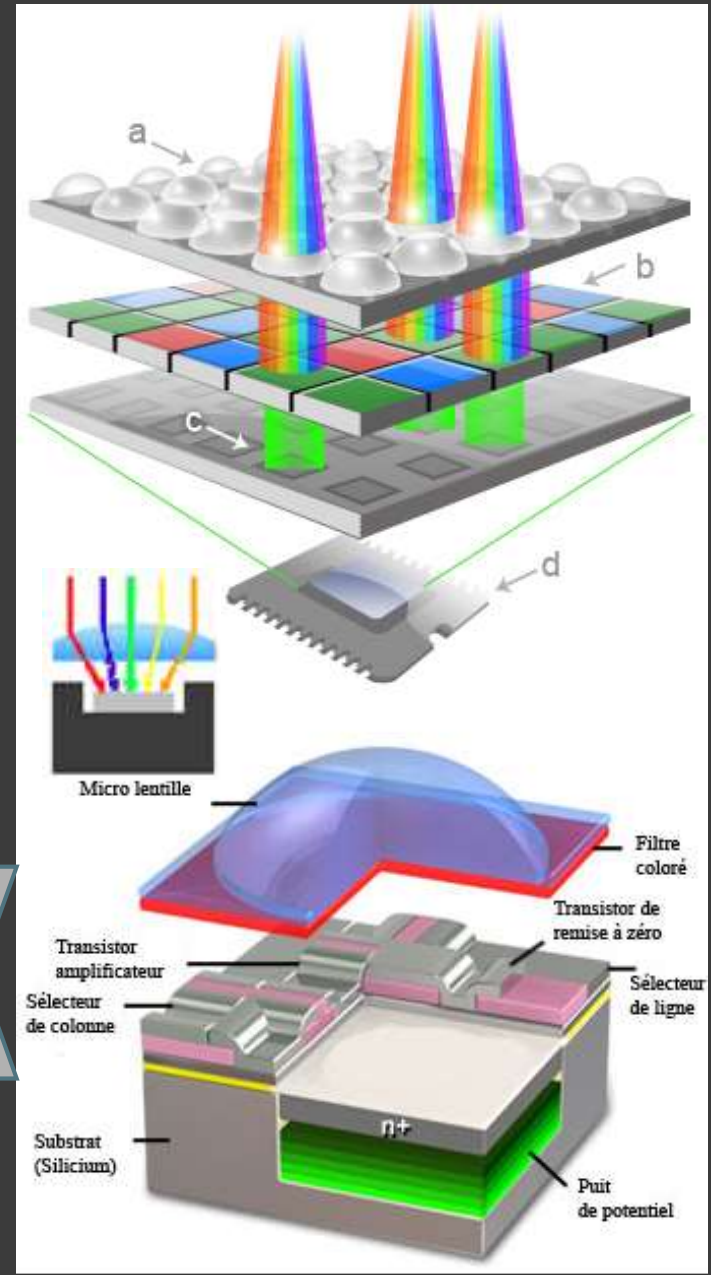 a
b
c
d
Micro lentille
Filtre
coloré
Transistor de
remise à zéro
Transistor
amplificateur
Sélecteur
de colonne
Sélecteur
de ligne
n+
Substrat
(Silicium)
Puit
de potentiel